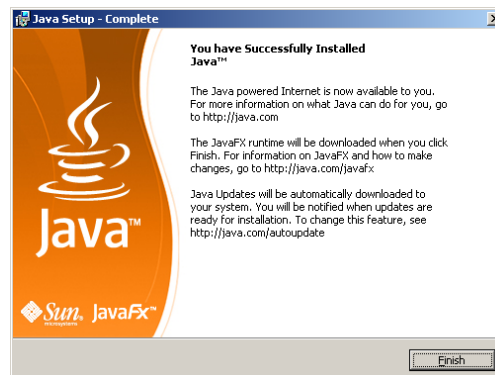 Java Setup - Complete
You have Successfully Installed
Java™
The Java powered Internet is now available to you.
For more information on what Java can do for you, go
to http://java.com
The JavaFX runtime will be downloaded when you click
Finish. For information on JavaFX and how to make
changes, go to http://java.com/javafx
Java Updates will be automatically downloaded to
your system. You will be notified when updates are
ready for installation. To change this feature, see
http://java.com/autoupdate
Java™
Sun microsystems
JavaFX™
Finish